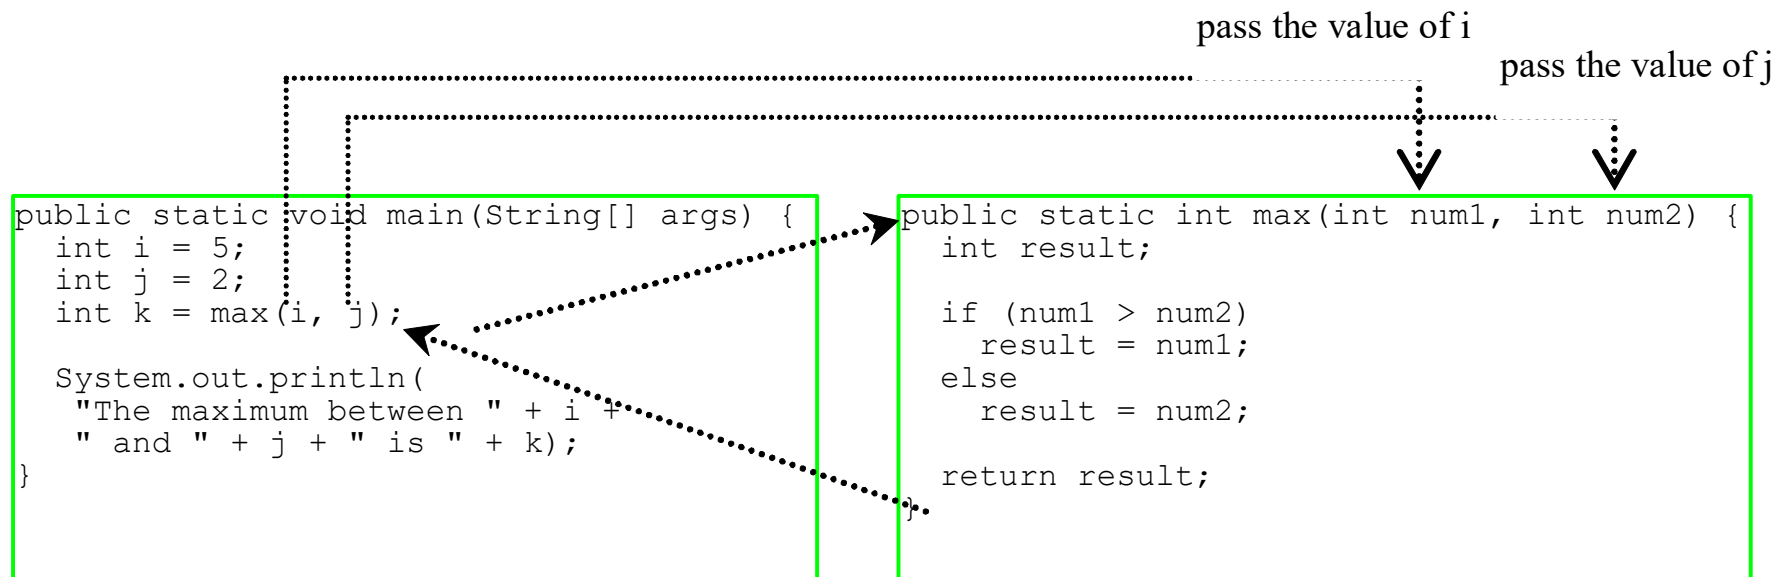 pass the value of i
pass the value of j
public static void main(String[] args) {
  int i = 5;
  int j = 2;
  int k = max(i, j);

  System.out.println(
   "The maximum between " + i +
   " and " + j + " is " + k);
}
public static int max(int num1, int num2) {
  int result;

  if (num1 > num2)
    result = num1;
  else
    result = num2;

  return result;
}